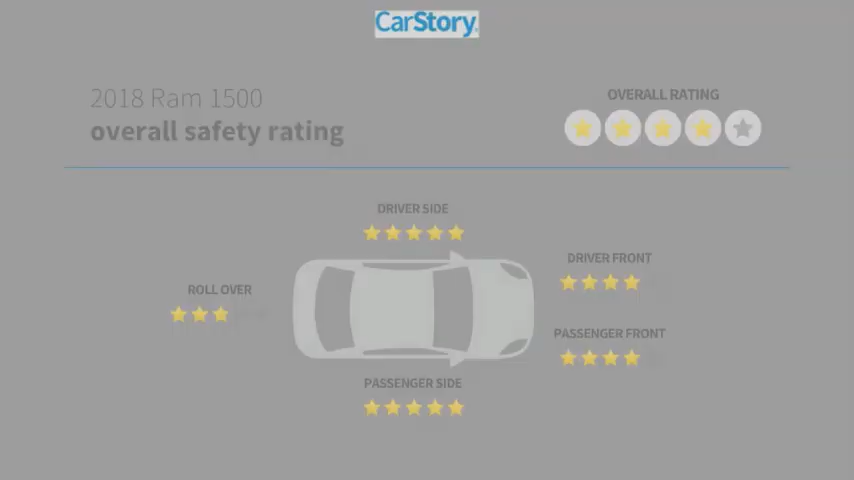 CarStory
2018 Ram 1500
overall safety rating
OVERALL RATING
DRIVER SIDE
DRIVER FRONT
ROLL OVER
PASSENGER FRONT
PASSENGER SIDE